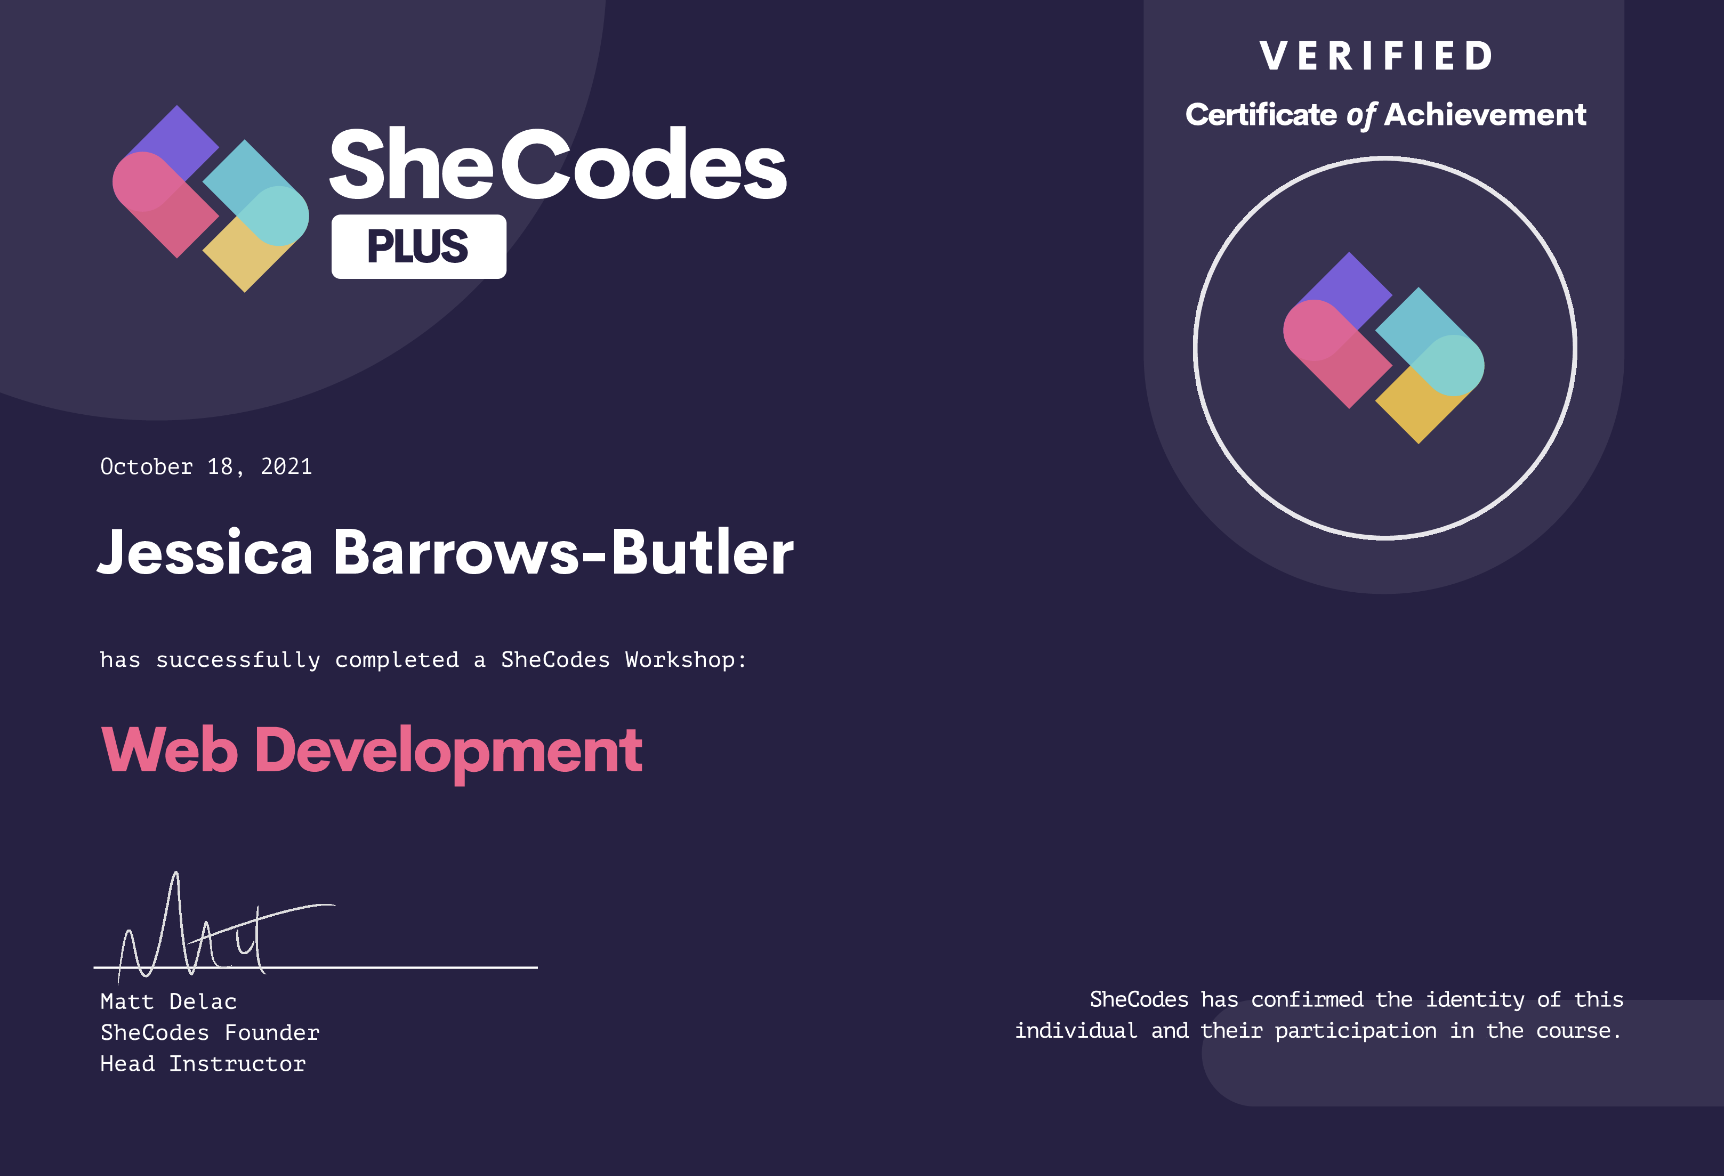 SheCodes
PLUS
VERIFIED
Certificate of Achievement
October 18, 2021
Jessica Barrows-Butler
has successfully completed a SheCodes Workshop:
Web Development
Matt
Matt Delac
SheCodes Founder
Head Instructor
SheCodes has confirmed the identity of this
individual and their participation in the course.